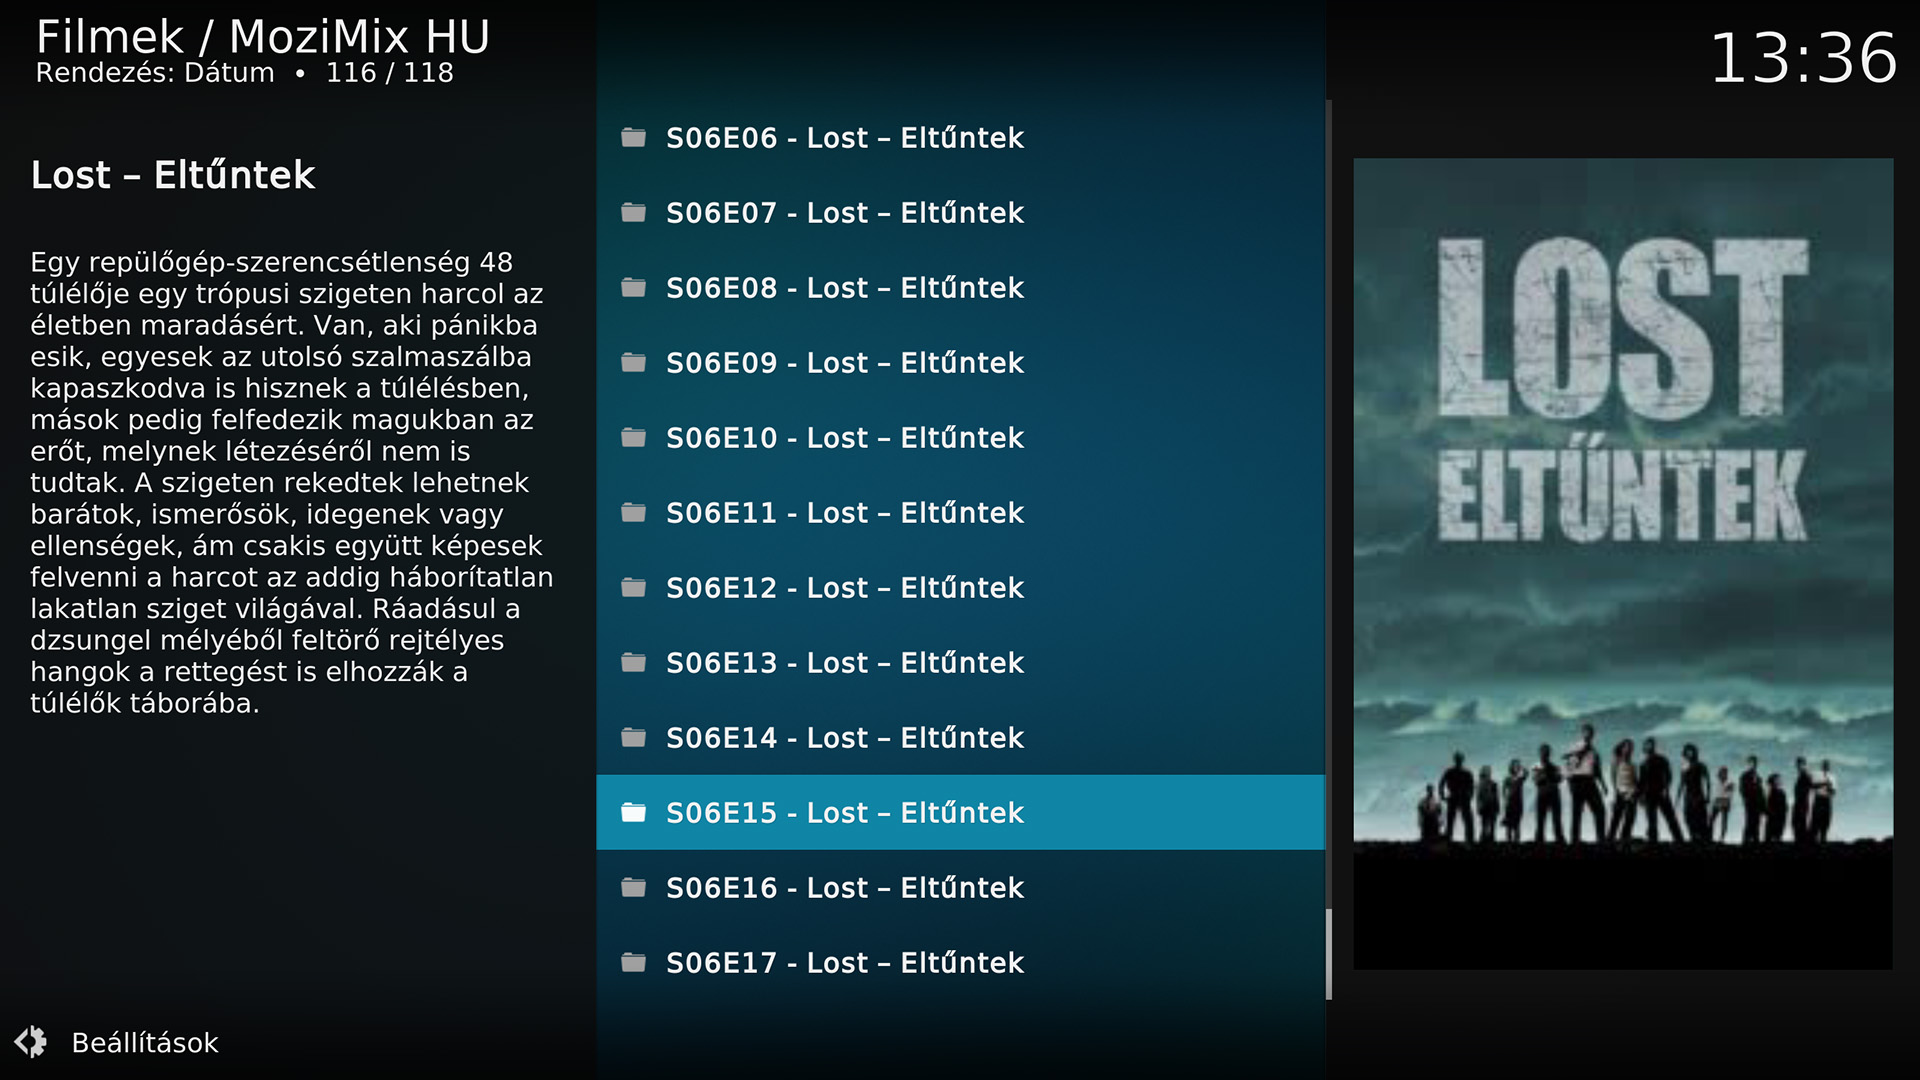 Filmek / MoziMix HU
Rendezés: Dátum • 116 / 118
13:36
Lost – Eltűntek
Egy repülőgép-szerencsétlenség 48
túlélője egy trópusi szigeten harcol az
életben maradásért. Van, aki pánikba
esik, egyesek az utolsó szalmaszálba
kapaszkodva is hisznek a túlélésben,
mások pedig felfedezik magukban az
erőt, melynek létezéséről nem is
tudtak. A szigeten rekedtek lehetnek
barátok, ismerősök, idegenek vagy
ellenségek, ám csakis együtt képesek
felvenni a harcot az addig háborítatlan
lakatlan sziget világával. Ráadásul a
dzsungel mélyéből feltörő rejtélyes
hangok a rettegést is elhozzák a
túlélők táborába.
S06E06 - Lost – Eltűntek
S06E07 - Lost – Eltűntek
S06E08 - Lost – Eltűntek
S06E09 - Lost – Eltűntek
S06E10 - Lost – Eltűntek
S06E11 - Lost – Eltűntek
S06E12 - Lost – Eltűntek
S06E13 - Lost – Eltűntek
S06E14 - Lost – Eltűntek
S06E15 - Lost – Eltűntek
S06E16 - Lost – Eltűntek
S06E17 - Lost – Eltűntek
LOST
ELTŰNTEK
Beállítások